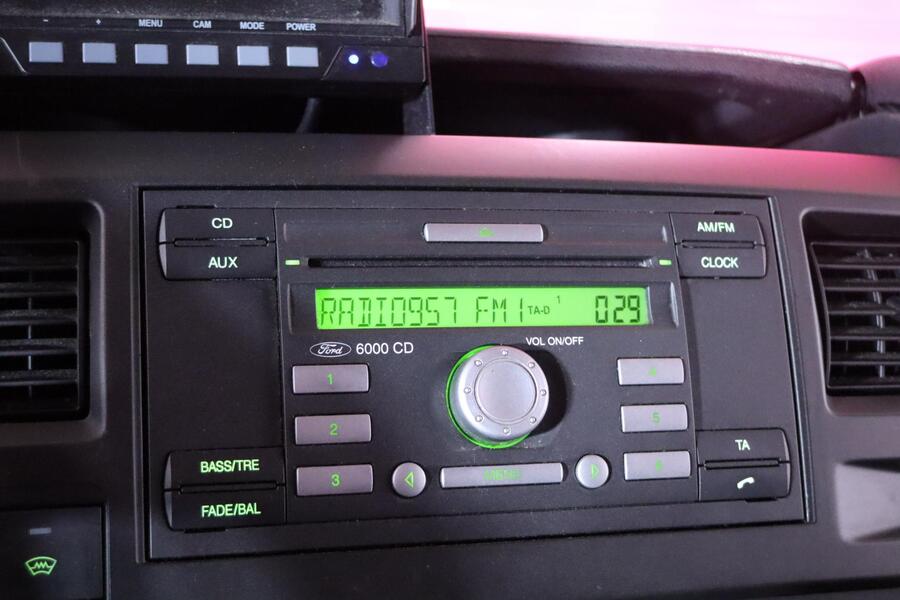 - + MENU CAM MODE POWER
CD
AUX
AM/FM
CLOCK
RADIO957 FM1 TA-D 1 029
Ford 6000 CD
VOL ON/OFF
1
2
3
4
5
6
MENU
BASS/TRE
FADE/BAL
TA